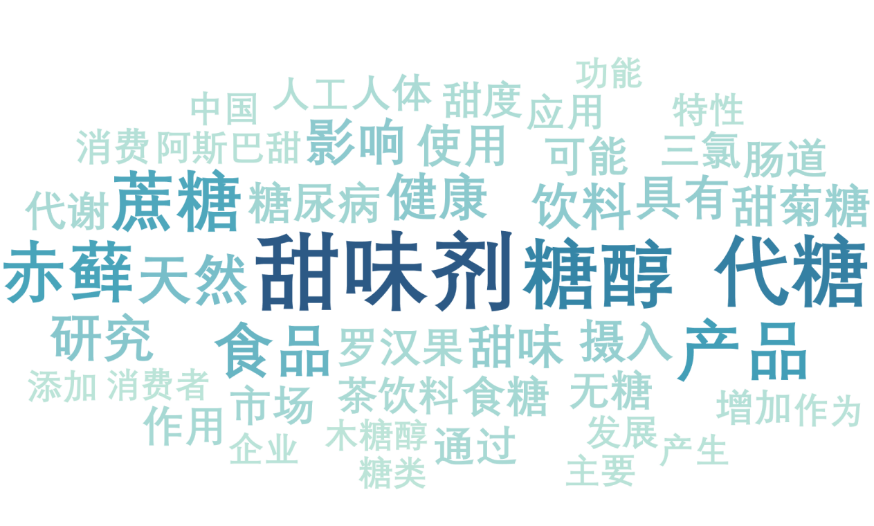 功能
中国 人工 人体 甜度 应用 特性
消费 阿斯巴甜 影响 使用 可能 三氯 肠道
代谢 蔗糖 糖尿病 健康 饮料 具有 甜菊糖
赤藓 天然 甜味剂 糖醇 代糖
研究 食品 罗汉果 甜味 摄入 产品
添加 消费者 作用 市场 茶饮料 食糖 无糖 增加 作为
企业 木糖醇 通过 发展 产生
糖类 主要